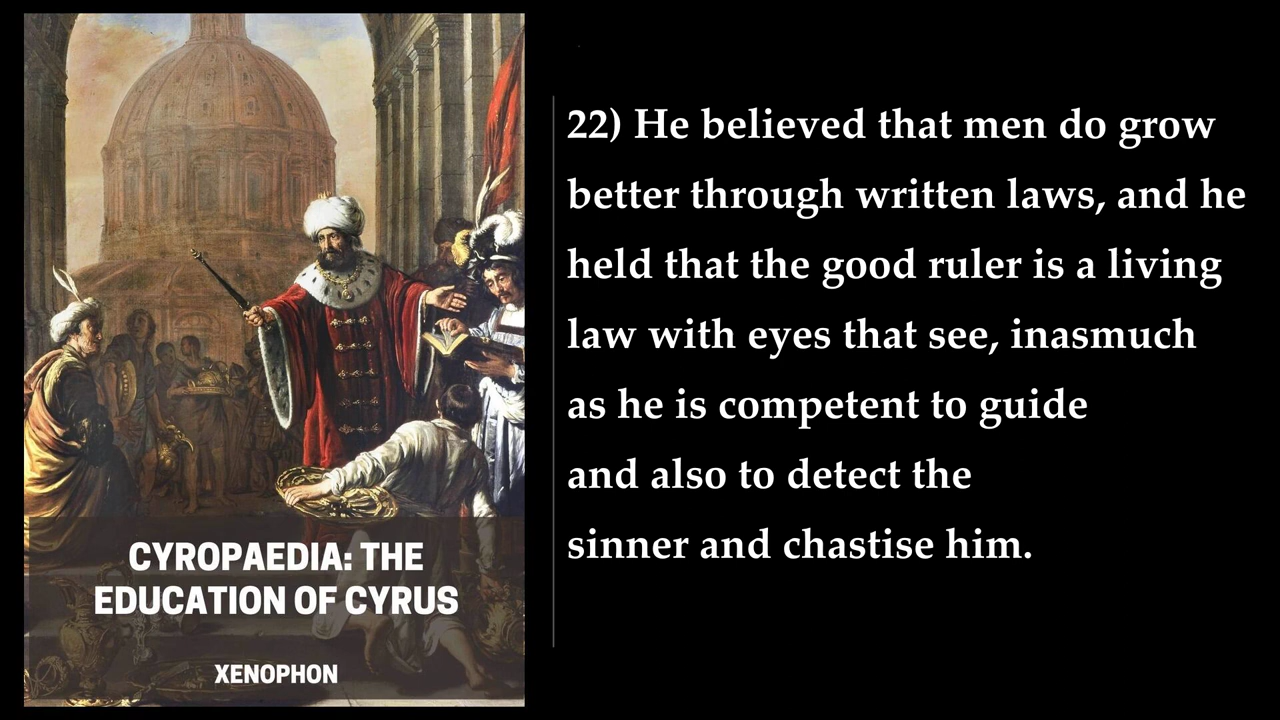 CYROPAEDIA: THE
EDUCATION OF CYRUS
XENOPHON
22) He believed that men do grow
better through written laws, and he
held that the good ruler is a living
law with eyes that see, inasmuch
as he is competent to guide
and also to detect the
sinner and chastise him.